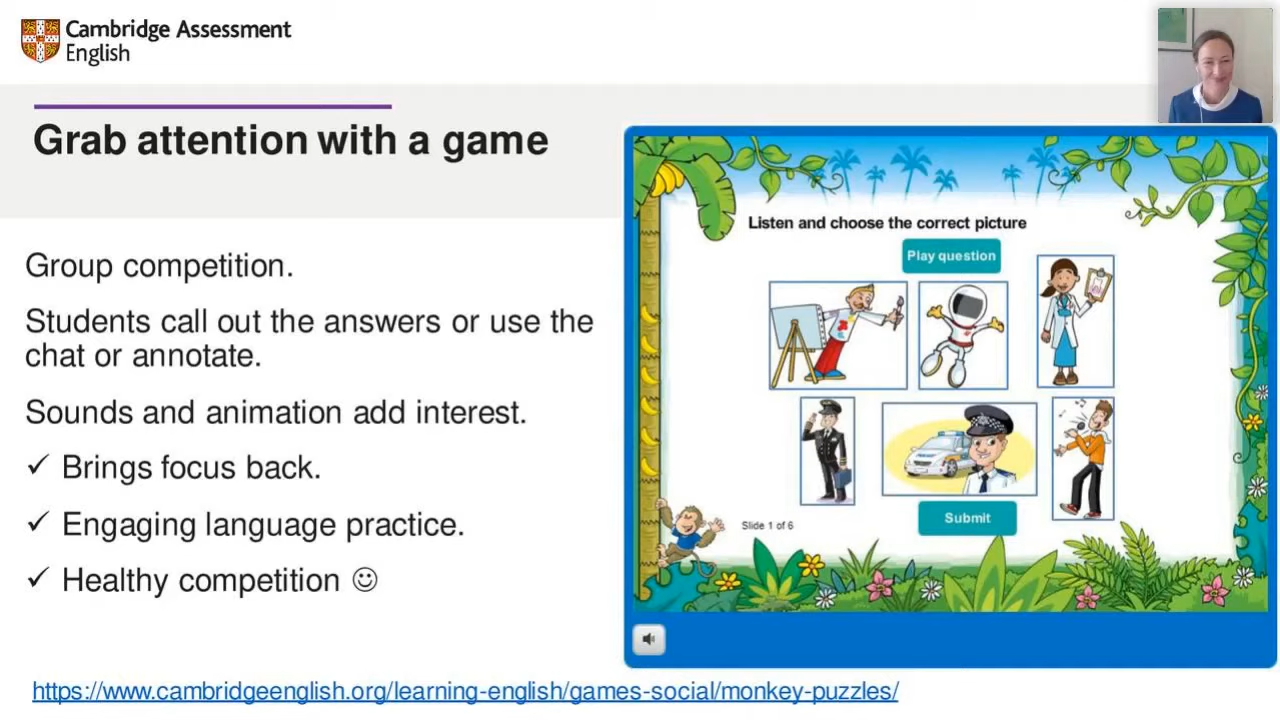 Cambridge Assessment
English
Grab attention with a game
Group competition.
Students call out the answers or use the
chat or annotate.
Sounds and animation add interest.
✓ Brings focus back.
✓ Engaging language practice.
✓ Healthy competition ☺
Listen and choose the correct picture
Play question
Submit
Slide 1 of 6
https://www.cambridgeenglish.org/learning-english/games-social/monkey-puzzles/